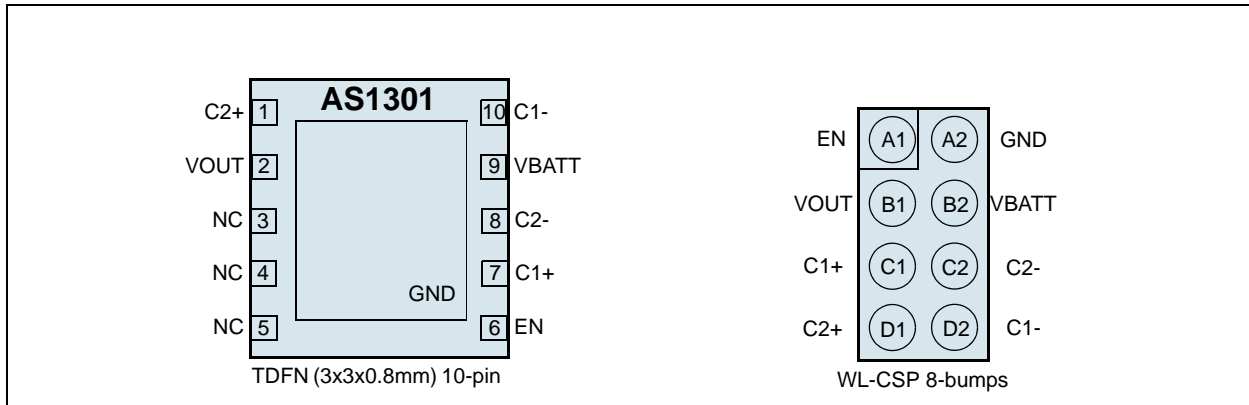 AS1301
C2+ 1
10 C1-
VOUT 2
9 VBATT
NC 3
8 C2-
NC 4
7 C1+
GND
NC 5
6 EN
TDFN (3x3x0.8mm) 10-pin
EN A1 A2 GND
VOUT B1 B2 VBATT
C1+ C1 C2 C2-
C2+ D1 D2 C1-
WL-CSP 8-bumps